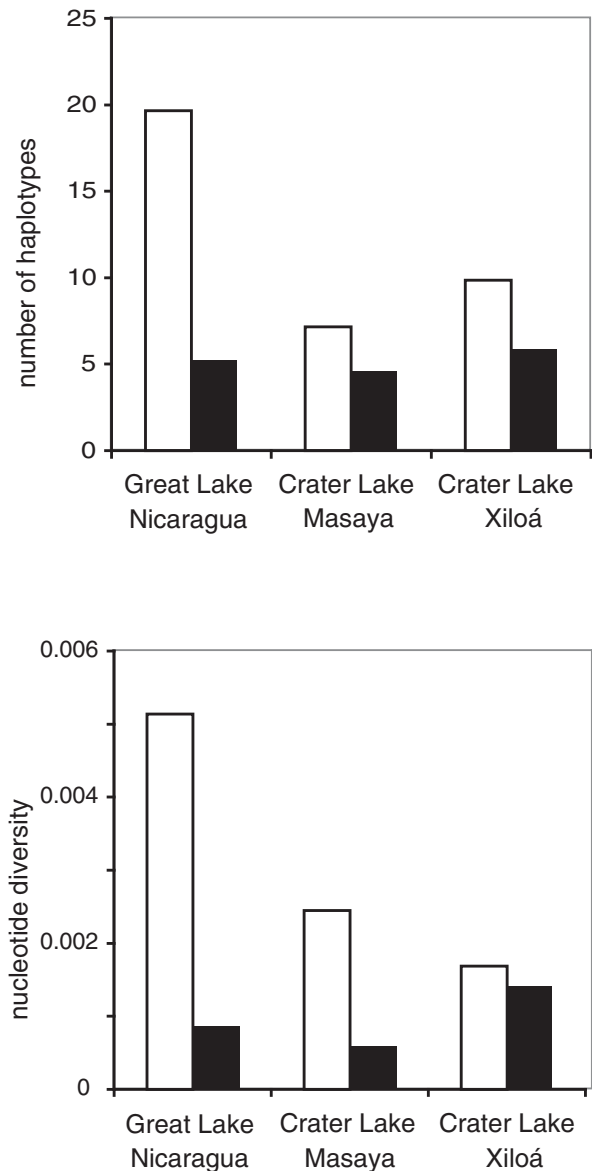 25
20
15
10
5
0
number of haplotypes
Great Lake Crater Lake Crater Lake
Nicaragua Masaya Xiloá
0.006
0.004
0.002
0
nucleotide diversity
Great Lake Crater Lake Crater Lake
Nicaragua Masaya Xiloá